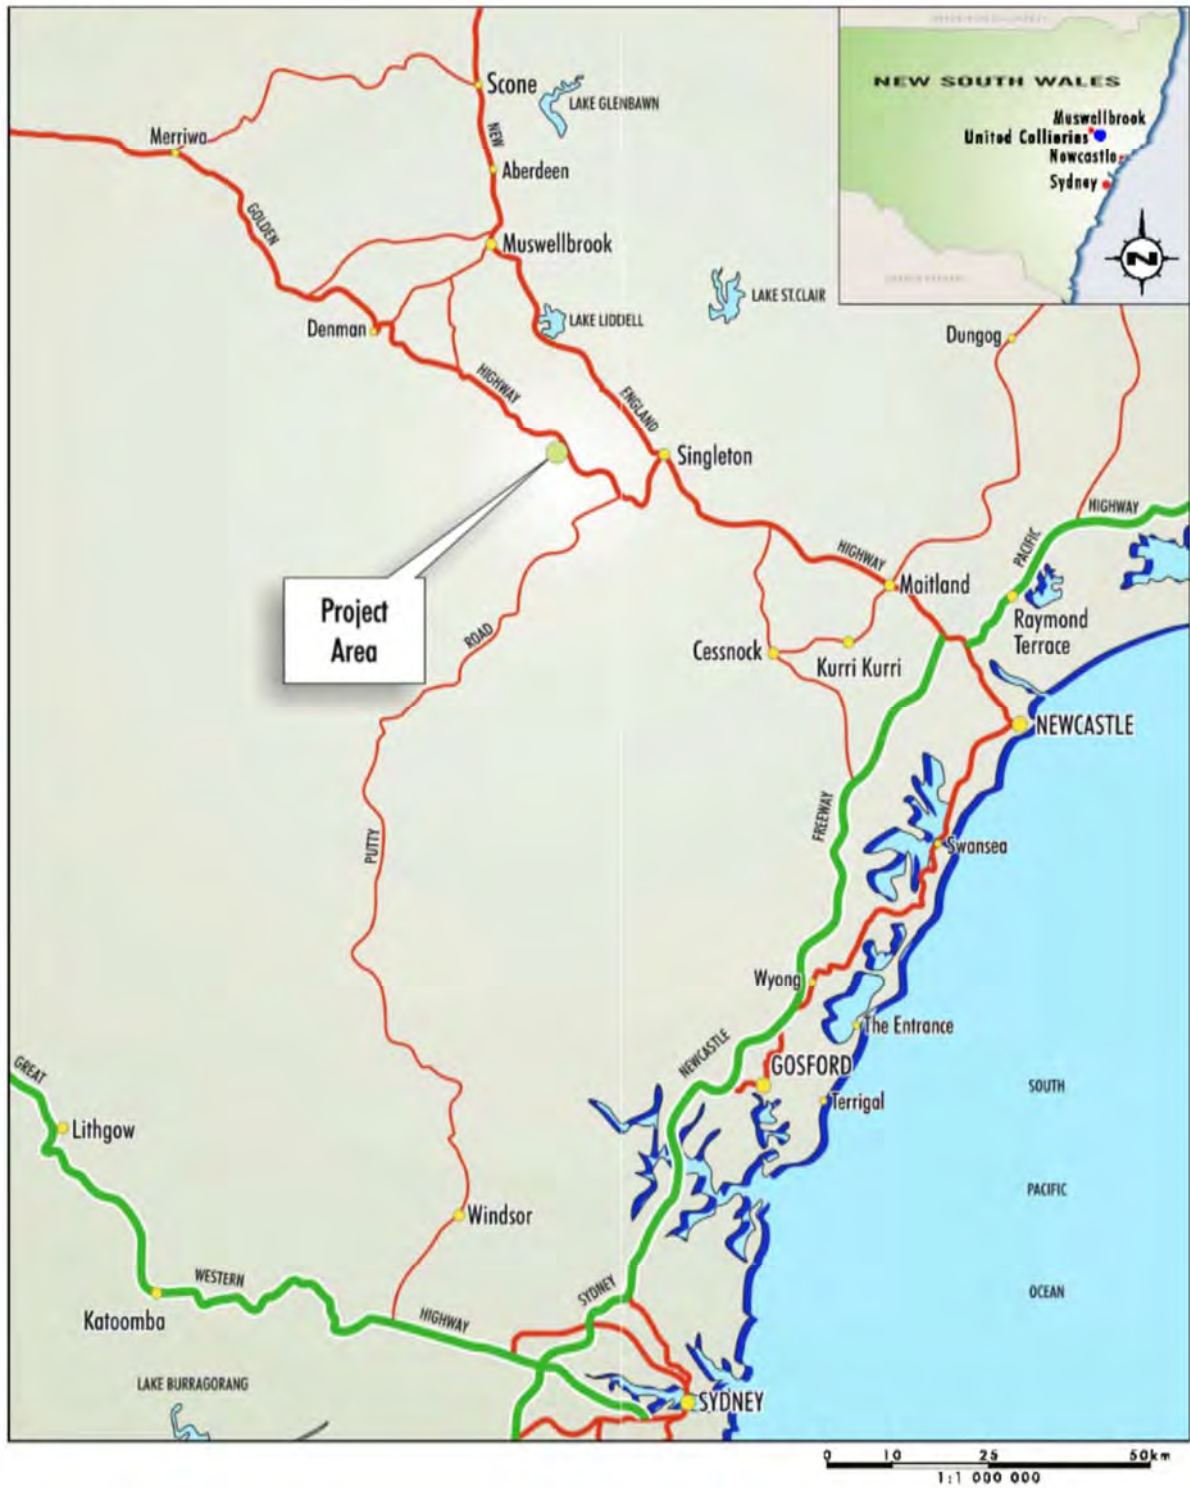 NEW SOUTH WALES
Muswellbrook
United Collieries
Newcastle
Sydney
N
Scone
LAKE GLENBAWN
NEW
Merriwa
Aberdeen
GOLDEN
Muswellbrook
LAKE ST.CLAIR
LAKE LIDDELL
Denman
Dungog
HIGHWAY
ENGLAND
Singleton
HIGHWAY
PACIFIC
HIGHWAY
Maitland
Project
Area
Raymond
Terrace
ROAD
Cessnock
Kurri Kurri
NEWCASTLE
FREEWAY
PUTTY
Swansea
Wyong
The Entrance
NEWCASTLE
GOSFORD
GREAT
SOUTH
Terrigal
Lithgow
PACIFIC
Windsor
WESTERN
SYDNEY
OCEAN
Katoomba
HIGHWAY
LAKE BURRAGORANG
SYDNEY
0 10 25 50km
1:1 000 000